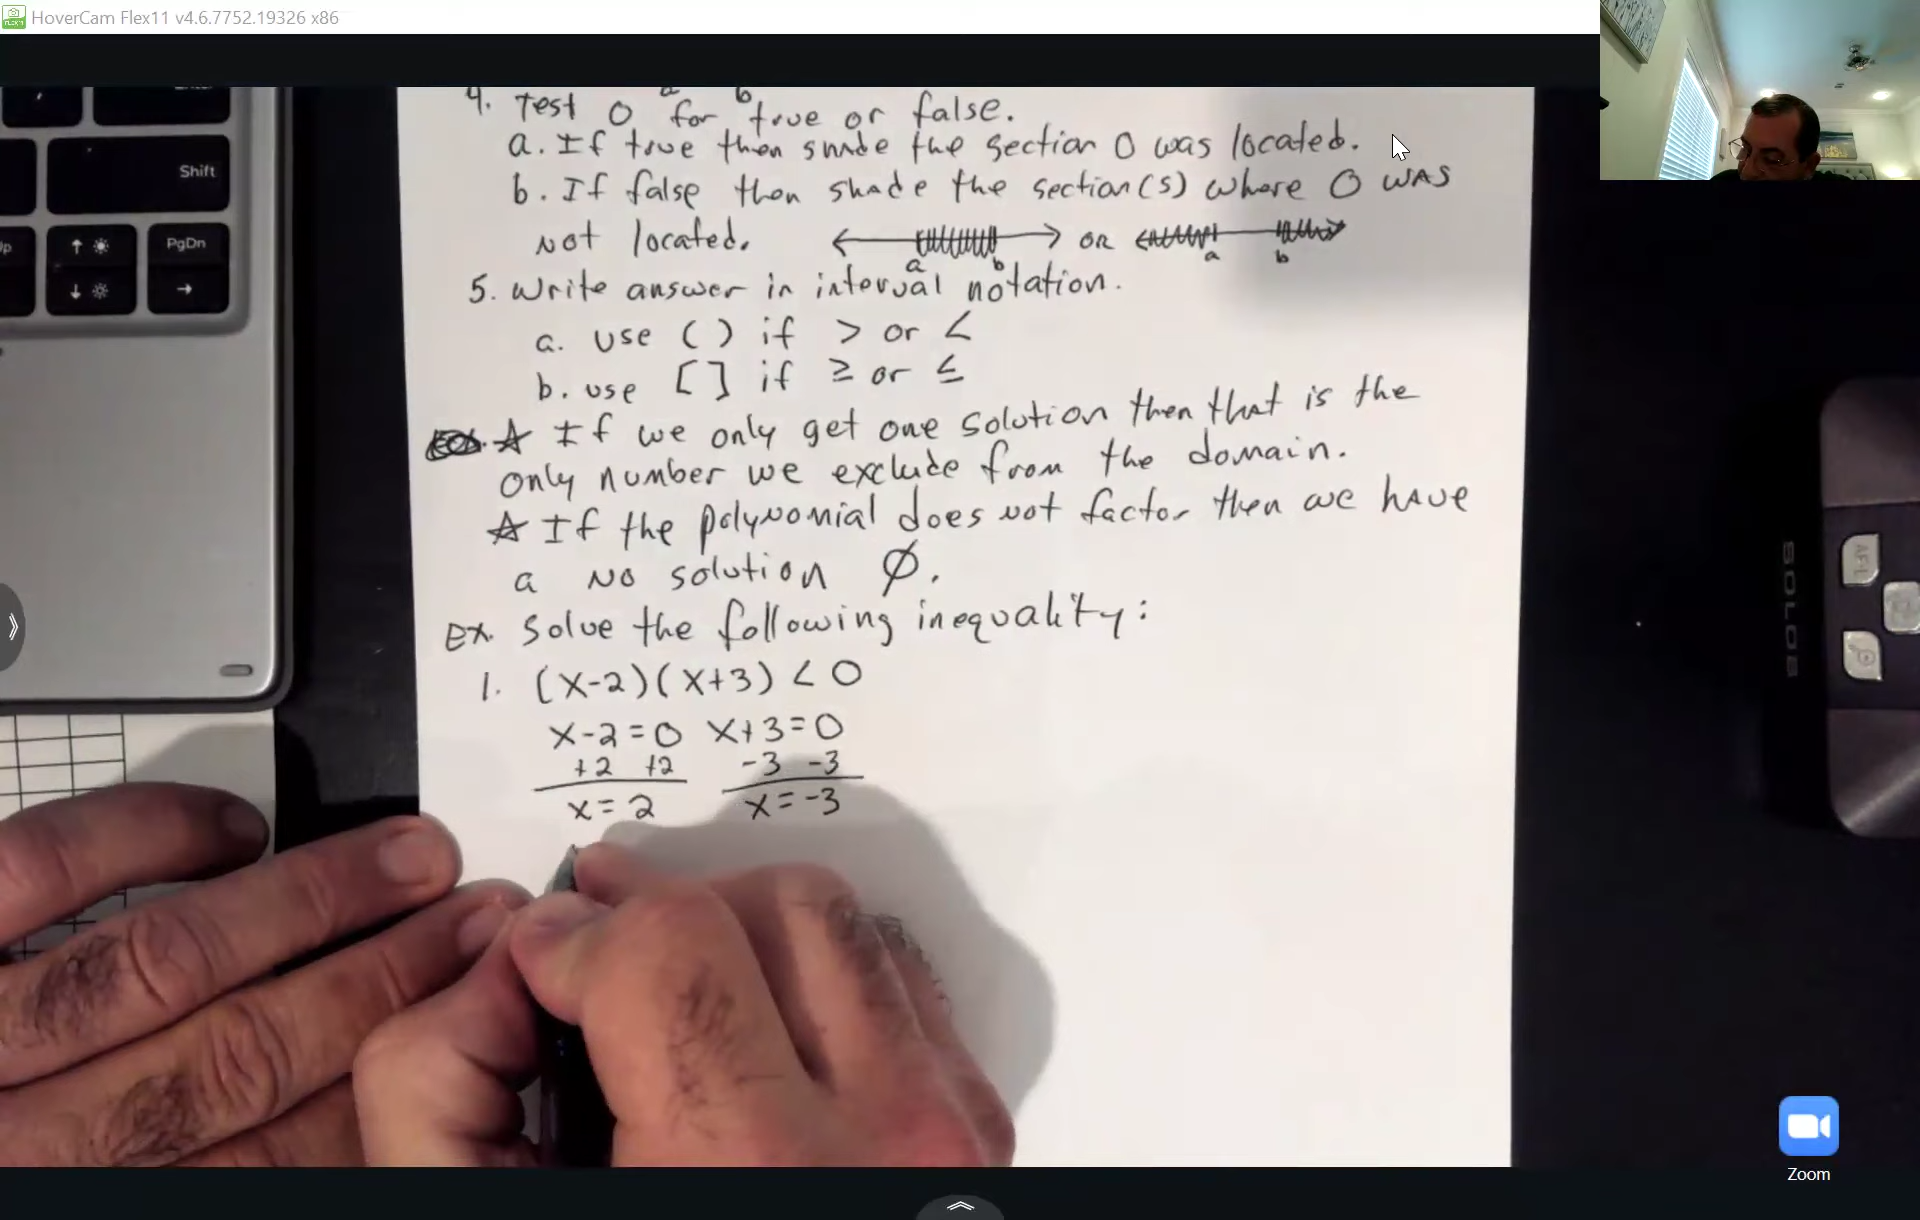 HoverCam Flex11 v4.6.7752.19326 x86
4. Test 0 for true or false.
a b
a. If true then shade the section 0 was located.
b. If false then shade the section(s) where 0 was
not located. a b OR a b
5. Write answer in interval notation.
a. use ( ) if > or <
b. use [ ] if ≥ or ≤
☆ If we only get one solution then that is the
only number we exclude from the domain.
☆ If the polynomial does not factor then we have
a no solution ∅.
Ex. Solve the following inequality:
1. (x-2)(x+3) < 0
x-2=0 x+3=0
+2 +2 -3 -3
x=2 x=-3
Shift
PgDn
SOLO8
AF
Zoom